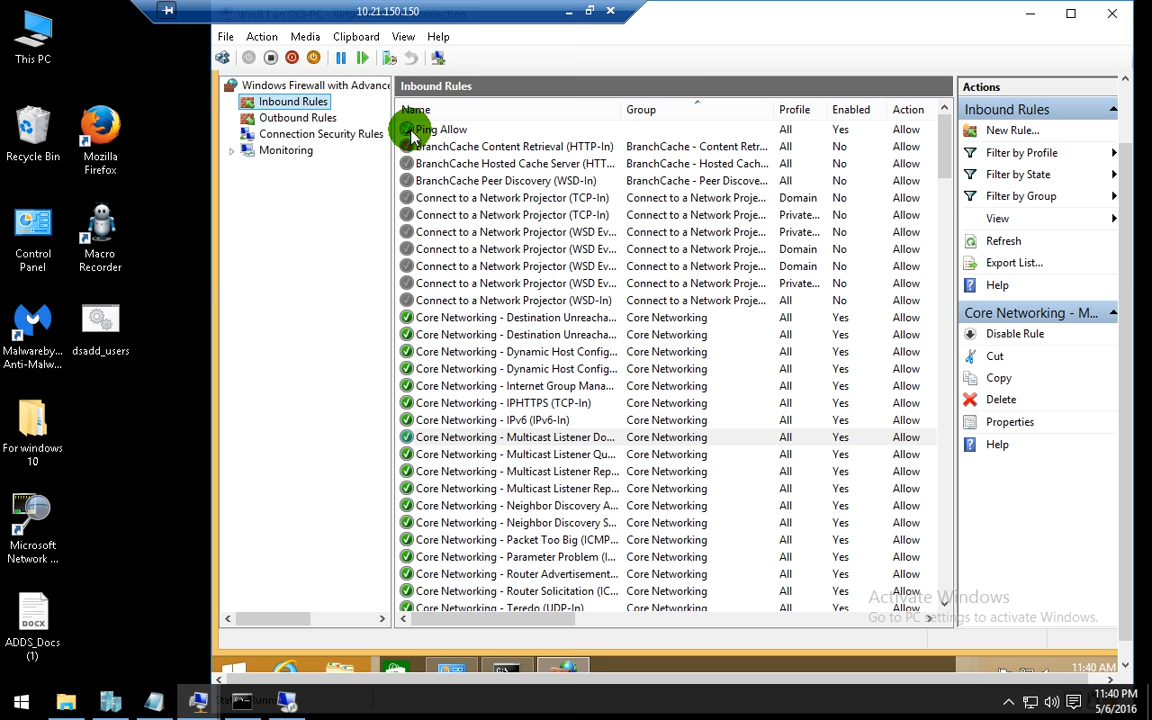 10.21.150.150
File Action Media Clipboard View Help
This PC
Recycle Bin
Mozilla
Firefox
Control
Panel
Macro
Recorder
Malwareby...
Anti-Malw...
dsadd_users
For windows
10
Microsoft
Network ...
ADDS_Docs
(1)
Windows Firewall with Advance
Inbound Rules
Outbound Rules
Connection Security Rules
Monitoring
Inbound Rules
Name Group Profile Enabled Action
Ping Allow All Yes Allow
BranchCache Content Retrieval (HTTP-In) BranchCache - Content Retr... All No Allow
BranchCache Hosted Cache Server (HTT... BranchCache - Hosted Cach... All No Allow
BranchCache Peer Discovery (WSD-In) BranchCache - Peer Discove... All No Allow
Connect to a Network Projector (TCP-In) Connect to a Network Proje... Domain No Allow
Connect to a Network Projector (TCP-In) Connect to a Network Proje... Private... No Allow
Connect to a Network Projector (WSD Ev... Connect to a Network Proje... Private... No Allow
Connect to a Network Projector (WSD Ev... Connect to a Network Proje... Domain No Allow
Connect to a Network Projector (WSD Ev... Connect to a Network Proje... Domain No Allow
Connect to a Network Projector (WSD Ev... Connect to a Network Proje... Private... No Allow
Connect to a Network Projector (WSD-In) Connect to a Network Proje... All No Allow
Core Networking - Destination Unreacha... Core Networking All Yes Allow
Core Networking - Destination Unreacha... Core Networking All Yes Allow
Core Networking - Dynamic Host Config... Core Networking All Yes Allow
Core Networking - Dynamic Host Config... Core Networking All Yes Allow
Core Networking - Internet Group Mana... Core Networking All Yes Allow
Core Networking - IPHTTPS (TCP-In) Core Networking All Yes Allow
Core Networking - IPv6 (IPv6-In) Core Networking All Yes Allow
Core Networking - Multicast Listener Do... Core Networking All Yes Allow
Core Networking - Multicast Listener Qu... Core Networking All Yes Allow
Core Networking - Multicast Listener Rep... Core Networking All Yes Allow
Core Networking - Multicast Listener Rep... Core Networking All Yes Allow
Core Networking - Neighbor Discovery A... Core Networking All Yes Allow
Core Networking - Neighbor Discovery S... Core Networking All Yes Allow
Core Networking - Packet Too Big (ICMP... Core Networking All Yes Allow
Core Networking - Parameter Problem (I... Core Networking All Yes Allow
Core Networking - Router Advertisement... Core Networking All Yes Allow
Core Networking - Router Solicitation (IC... Core Networking All Yes Allow
Core Networking - Teredo (UDP-In) Core Networking All Yes Allow
Actions
Inbound Rules
New Rule...
Filter by Profile
Filter by State
Filter by Group
View
Refresh
Export List...
Help
Core Networking - M...
Disable Rule
Cut
Copy
Delete
Properties
Help
Activate Windows
Go to PC settings to activate Windows.
11:40 AM
11:40 PM
5/6/2016